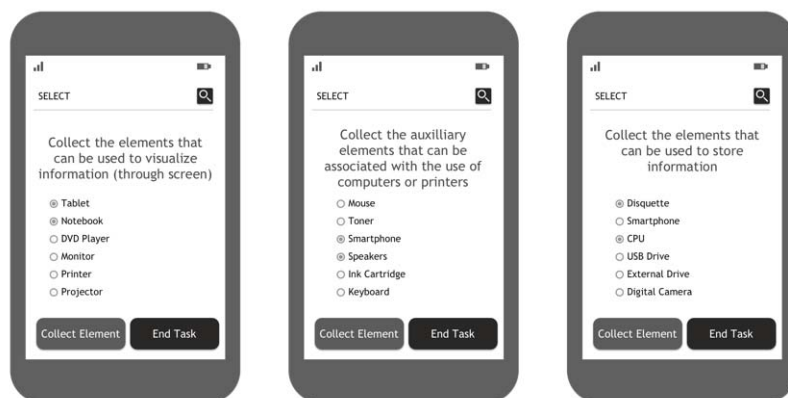 SELECT
Collect the elements that
can be used to visualize
information (through screen)
Tablet
Notebook
DVD Player
Monitor
Printer
Projector
Collect Element
End Task
SELECT
Collect the auxilliary
elements that can be
associated with the use of
computers or printers
Mouse
Toner
Smartphone
Speakers
Ink Cartridge
Keyboard
Collect Element
End Task
SELECT
Collect the elements that
can be used to store
information
Disquette
Smartphone
CPU
USB Drive
External Drive
Digital Camera
Collect Element
End Task